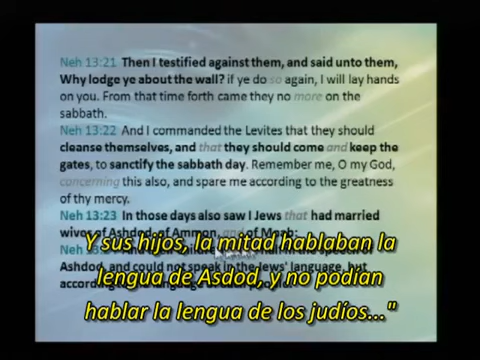 Neh 13:21 Then I testified against them, and said unto them,
Why lodge ye about the wall? if ye do so again, I will lay hands
on you. From that time forth came they no more on the
sabbath.
Neh 13:22 And I commanded the Levites that they should
cleanse themselves, and that they should come and keep the
gates, to sanctify the sabbath day. Remember me, O my God,
concerning this also, and spare me according to the greatness
of thy mercy.
Neh 13:23 In those days also saw I Jews that had married
wives of Ashdod, of Ammon, and of Moab:
Ashdod, and could not speak in the Jews' language, but
Y sus hijos, la mitad hablaban la
lengua de Asdod, y no podían
hablar la lengua de los judíos..."